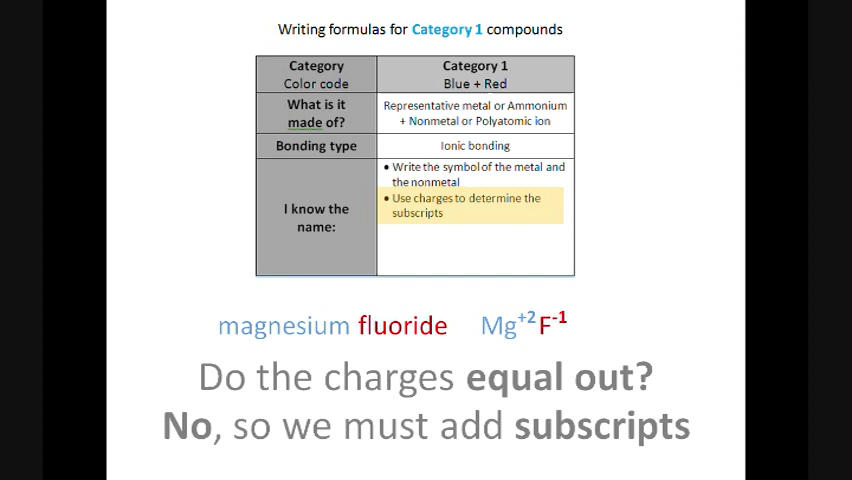 Writing formulas for Category 1 compounds
Category
Color code
Category 1
Blue + Red
What is it
made of?
Representative metal or Ammonium
+ Nonmetal or Polyatomic ion
Bonding type
Ionic bonding
I know the
name:
• Write the symbol of the metal and
the nonmetal
• Use charges to determine the
subscripts
magnesium fluoride Mg⁺²F⁻¹
Do the charges equal out?
No, so we must add subscripts